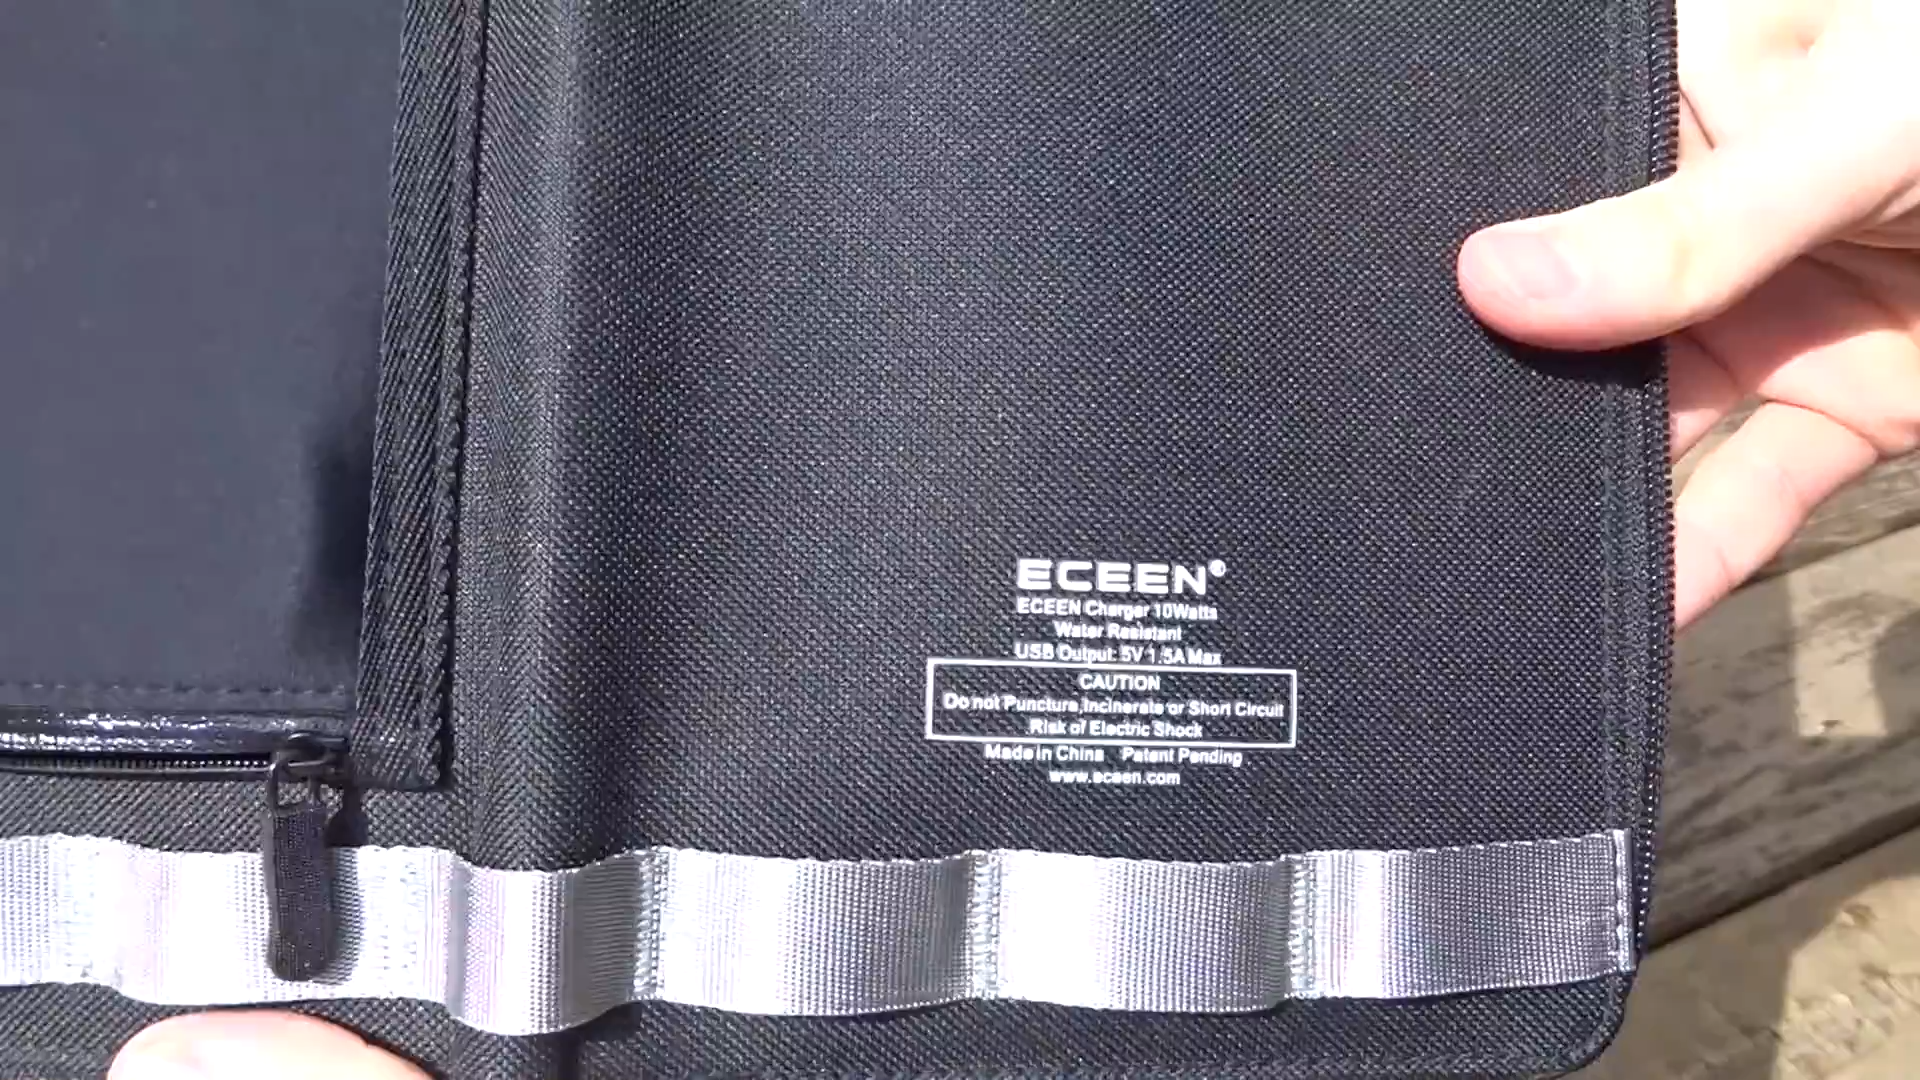 ECEEN®
ECEEN Charger 10Watts
Water Resistant
USB Output: 5V 1.5A Max
CAUTION
Do not Puncture,Incinerate or Short Circuit
Risk of Electric Shock
Made in China Patent Pending
www.eceen.com